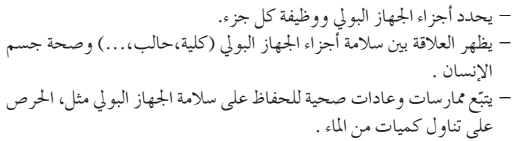 – يحدد أجزاء الجهاز البولي ووظيفة كل جزء.
– يظهر العلاقة بين سلامة أجزاء الجهاز البولي (كلية،حالب،...) وصحة جسم
الإنسان .
– يتبّع ممارسات وعادات صحية للحفاظ على سلامة الجهاز البولي مثل، الحرص
على تناول كميات من الماء .